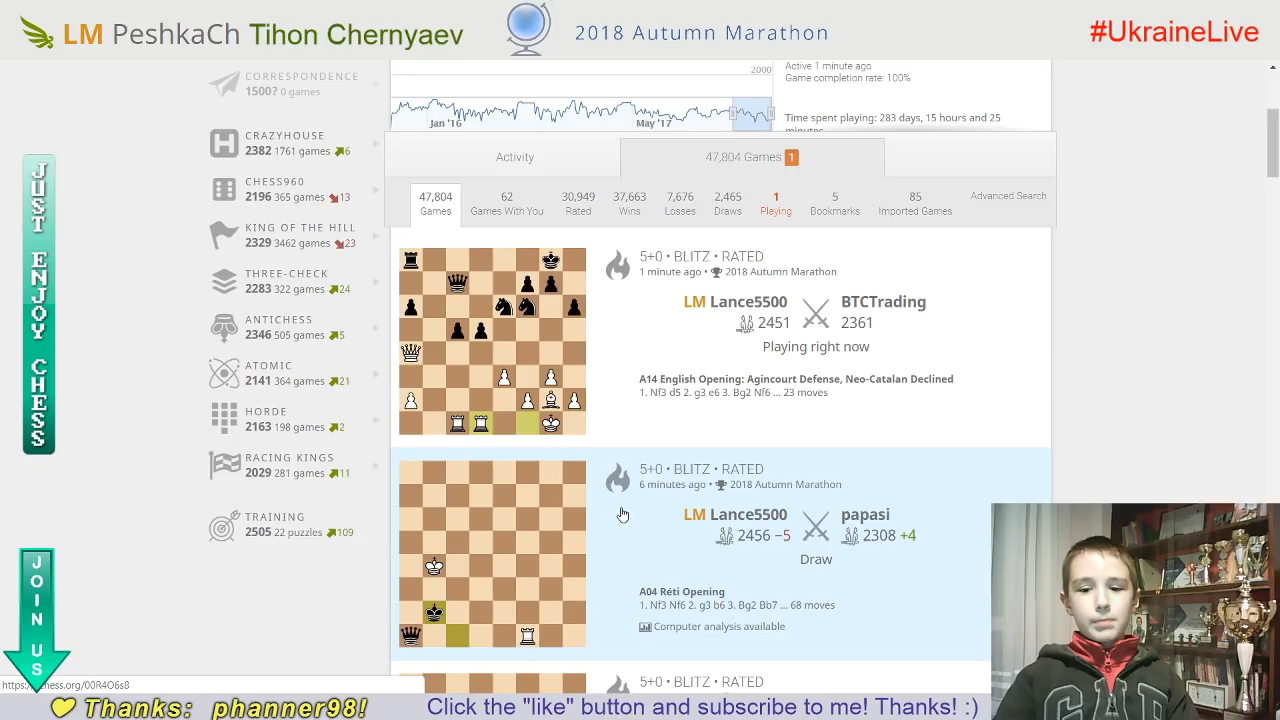 LM PeshkaCh Tihon Chernyaev
2018 Autumn Marathon
#UkraineLive
JUST ENJOY CHESS
JOIN US
CORRESPONDENCE
1500? 0 games
CRAZYHOUSE
2382 1761 games 6
CHESS960
2196 365 games 13
KING OF THE HILL
2329 3462 games 23
THREE-CHECK
2283 322 games 24
ANTICHESS
2346 505 games 5
ATOMIC
2141 364 games 21
HORDE
2163 198 games 2
RACING KINGS
2029 281 games 11
TRAINING
2505 22 puzzles 109
2000
Jan '16
May '17
Active 1 minute ago
Game completion rate: 100%
Time spent playing: 283 days, 15 hours and 25
minutes
Activity
47,804 Games 1
47,804 Games
62 Games With You
30,949 Rated
37,663 Wins
7,676 Losses
2,465 Draws
1 Playing
5 Bookmarks
85 Imported Games
Advanced Search
5+0 • BLITZ • RATED
1 minute ago • 2018 Autumn Marathon
LM Lance5500 BTCTrading
2451 2361
Playing right now
A14 English Opening: Agincourt Defense, Neo-Catalan Declined
1. Nf3 d5 2. g3 e6 3. Bg2 Nf6 ... 23 moves
5+0 • BLITZ • RATED
6 minutes ago • 2018 Autumn Marathon
LM Lance5500 papasi
2456 −5 2308 +4
Draw
A04 Réti Opening
1. Nf3 Nf6 2. g3 b6 3. Bg2 Bb7 ... 68 moves
Computer analysis available
5+0 • BLITZ • RATED
GAP
Thanks: phanner98!
Click the "like" button and subscribe to me! Thanks! :)